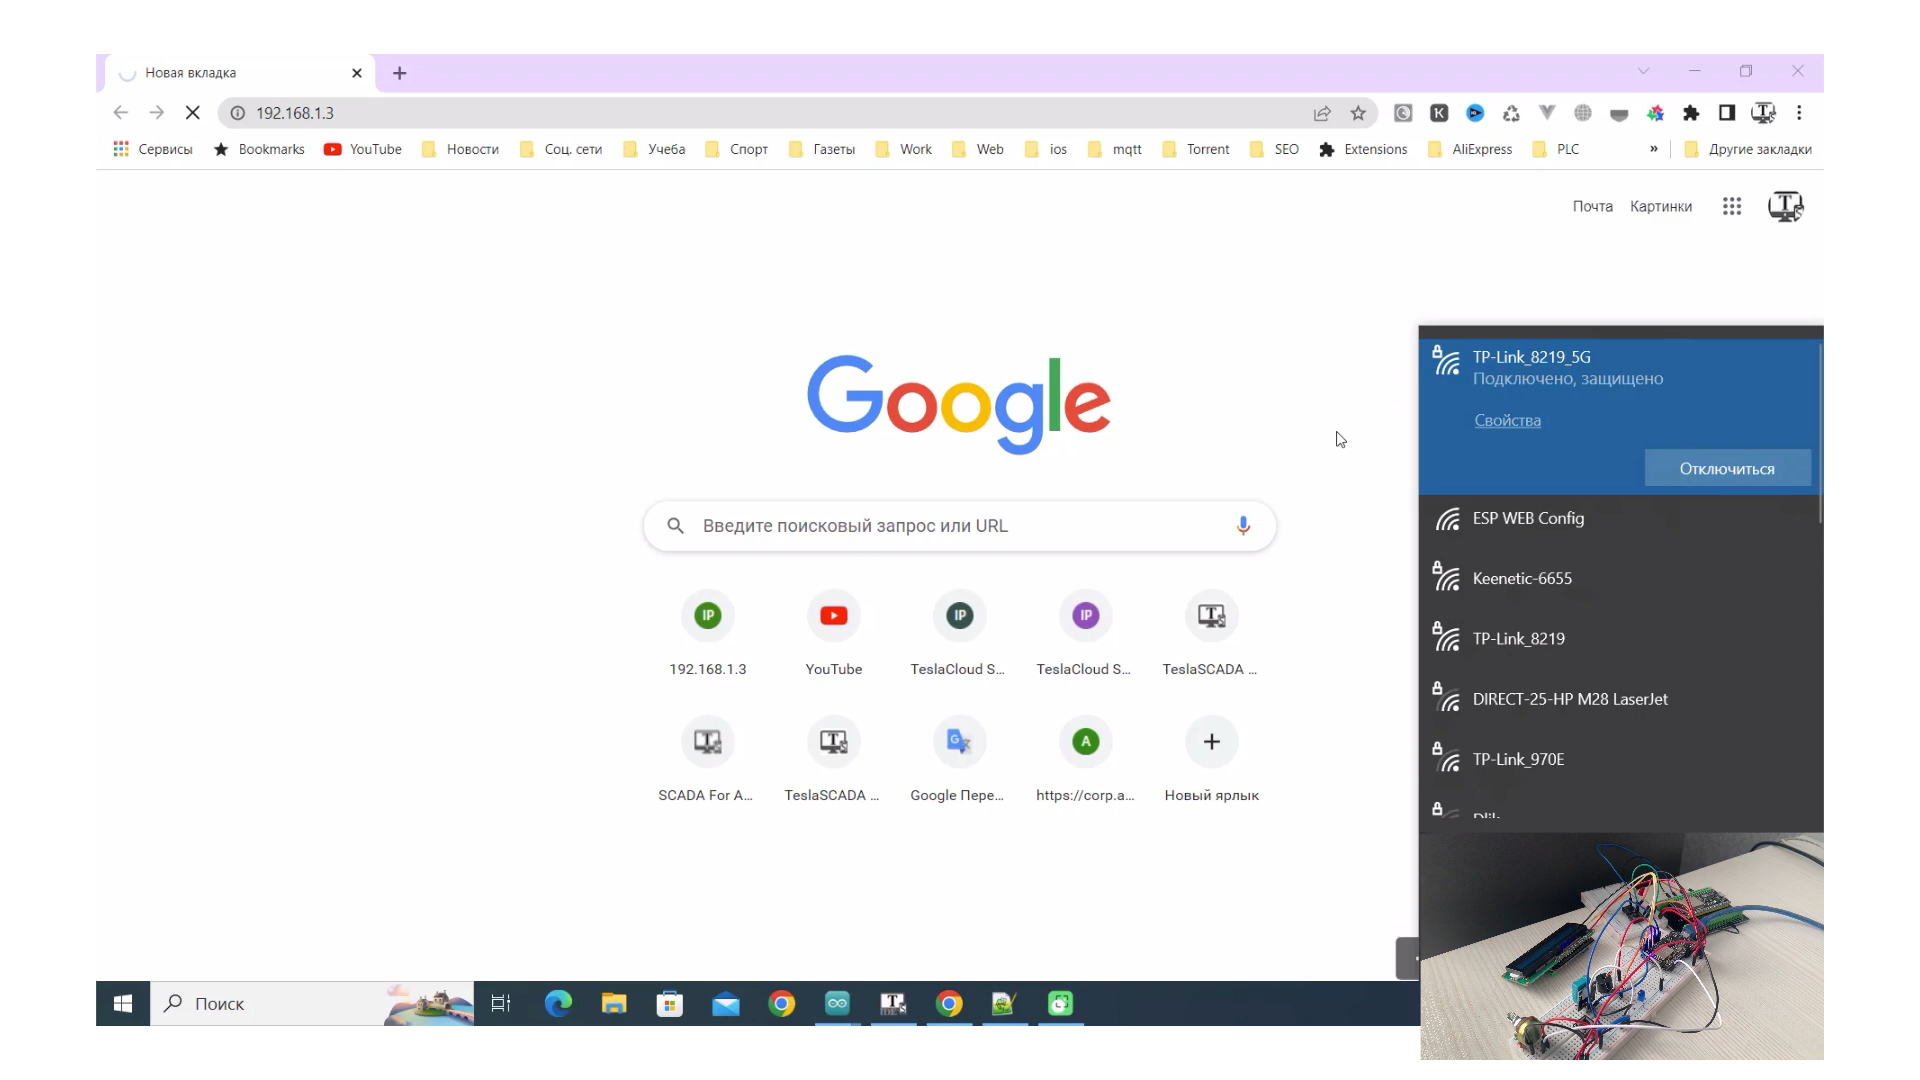 Новая вкладка
192.168.1.3
Сервисы Bookmarks YouTube Новости Соц. сети Учеба Спорт Газеты Work Web ios mqtt Torrent SEO Extensions AliExpress PLC » Другие закладки
Почта Картинки
Google
Введите поисковый запрос или URL
192.168.1.3 YouTube TeslaCloud S... TeslaCloud S... TeslaSCADA ...
SCADA For A... TeslaSCADA ... Google Пере... https://corp.a... Новый ярлык
TP-Link_8219_5G
Подключено, защищено
Свойства
Отключиться
ESP WEB Config
Keenetic-6655
TP-Link_8219
DIRECT-25-HP M28 LaserJet
TP-Link_970E
Поиск